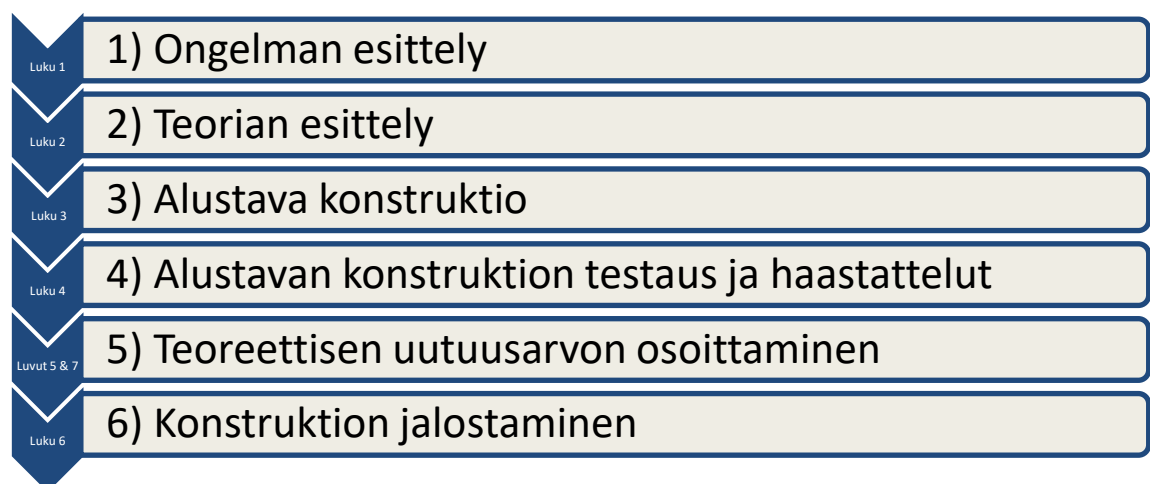 Luku 1
1) Ongelman esittely
Luku 2
2) Teorian esittely
Luku 3
3) Alustava konstruktio
Luku 4
4) Alustavan konstruktion testaus ja haastattelut
Luvut 5 & 7
5) Teoreettisen uutuusarvon osoittaminen
Luku 6
6) Konstruktion jalostaminen